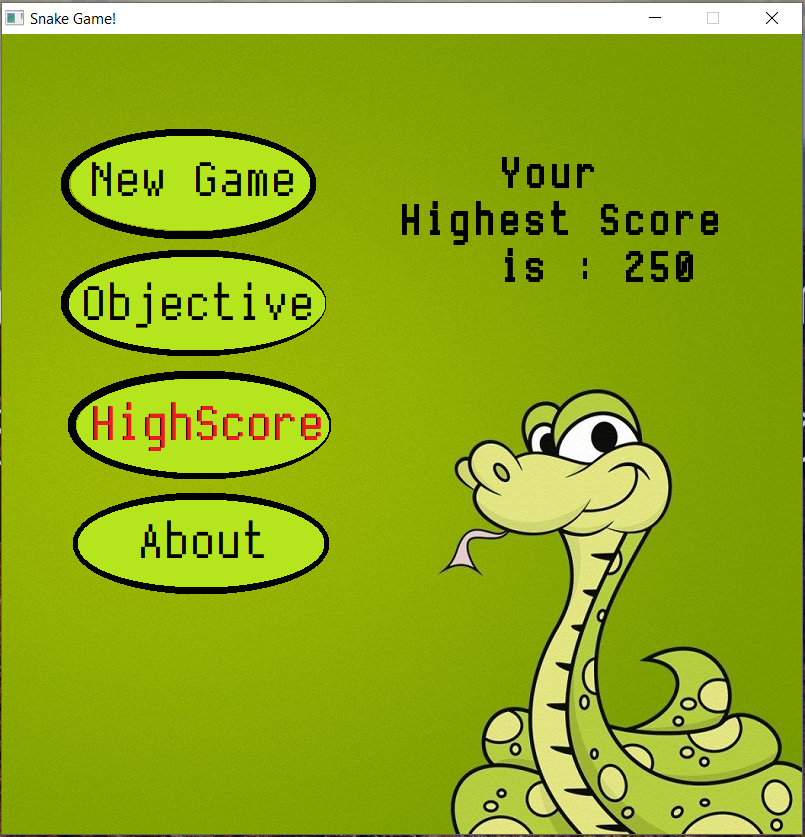 Snake Game!
New Game
Objective
HighScore
About
Your
Highest Score
is : 250